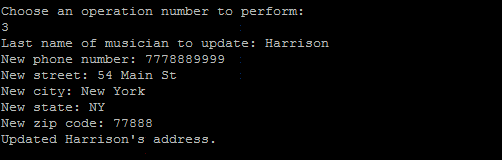 Choose an operation number to perform:
3
Last name of musician to update: Harrison
New phone number: 7778889999
New street: 54 Main St
New city: New York
New state: NY
New zip code: 77888
Updated Harrison's address.